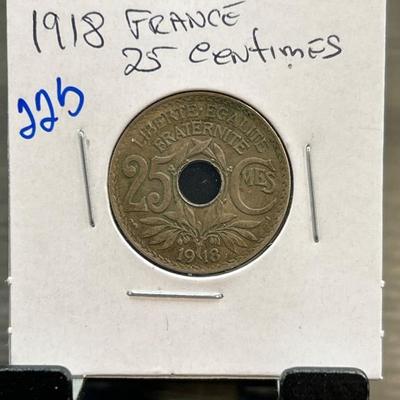 1918 FRANCE
25 CENTIMES
225
LIBERTE·EGALITE
FRATERNITE
25 CMES
1918